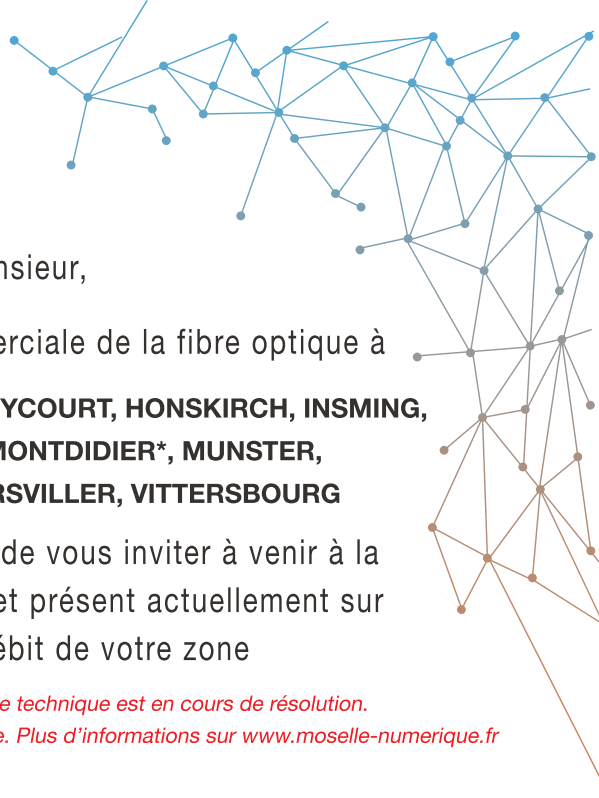 nsieur,
erciale de la fibre optique à
YCOURT, HONSKIRCH, INSMING,
MONTDIDIER*, MUNSTER,
RSVILLER, VITTERSBOURG
de vous inviter à venir à la
et présent actuellement sur
ébit de votre zone
e technique est en cours de résolution.
e. Plus d’informations sur www.moselle-numerique.fr